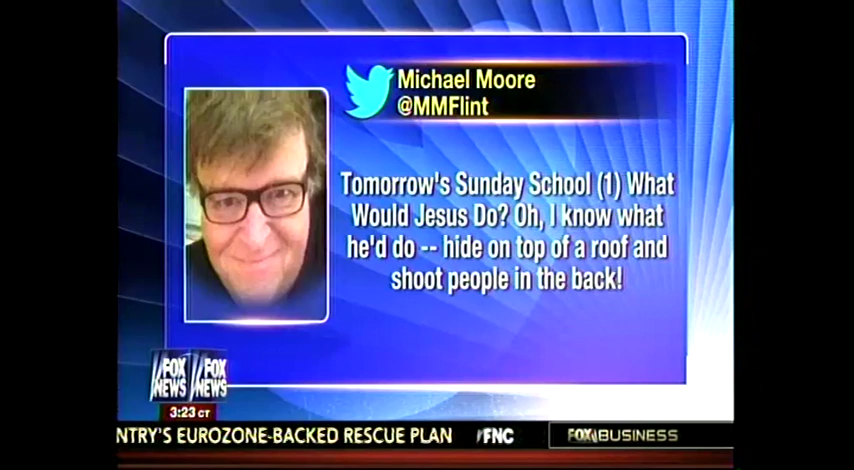 Michael Moore
@MMFlint
Tomorrow's Sunday School (1) What
Would Jesus Do? Oh, I know what
he'd do -- hide on top of a roof and
shoot people in the back!
FOX NEWS FOX NEWS
3:23 CT
NTRY'S EUROZONE-BACKED RESCUE PLAN FNC FOX BUSINESS